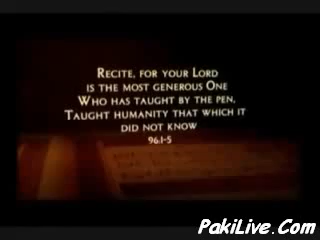 RECITE, FOR YOUR LORD
IS THE MOST GENEROUS ONE
WHO HAS TAUGHT BY THE PEN,
TAUGHT HUMANITY THAT WHICH IT
DID NOT KNOW
96.1-5
PakiLive.Com